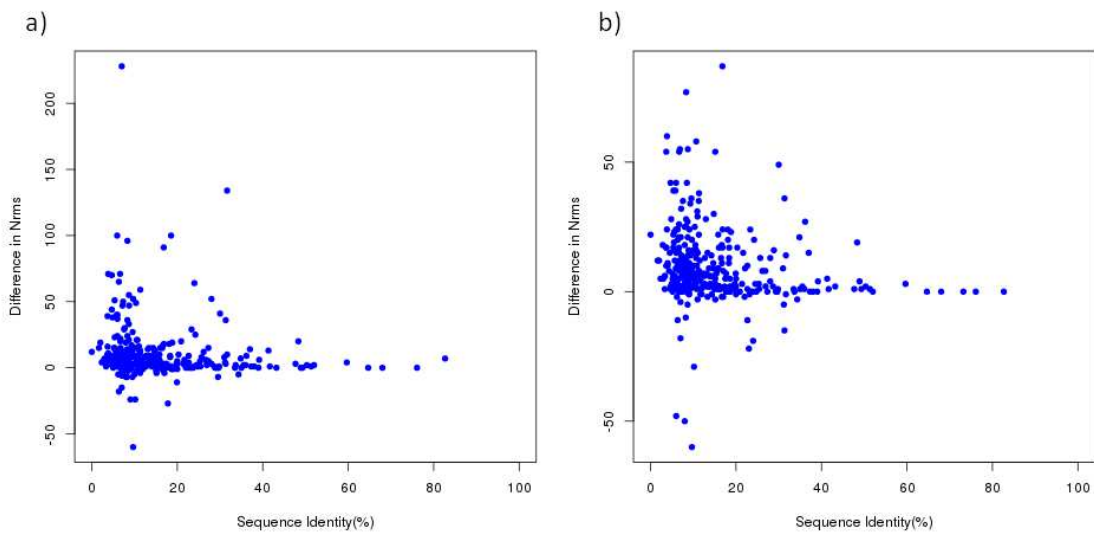 a)
Difference in Nrms
200
150
100
50
0
-50
0 20 40 60 80 100
Sequence Identity(%)
b)
Difference in Nrms
50
0
-50
0 20 40 60 80 100
Sequence Identity(%)